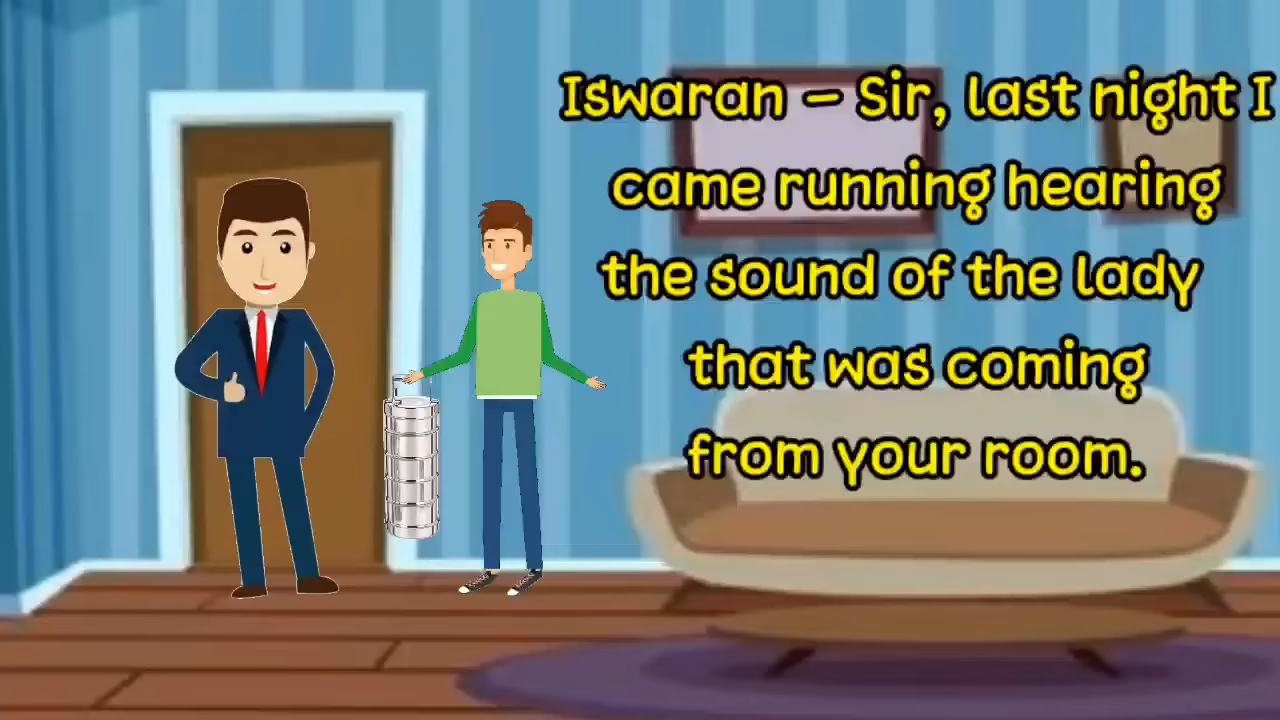 Iswaran – Sir, last night I
came running hearing
the sound of the lady
that was coming
from your room.